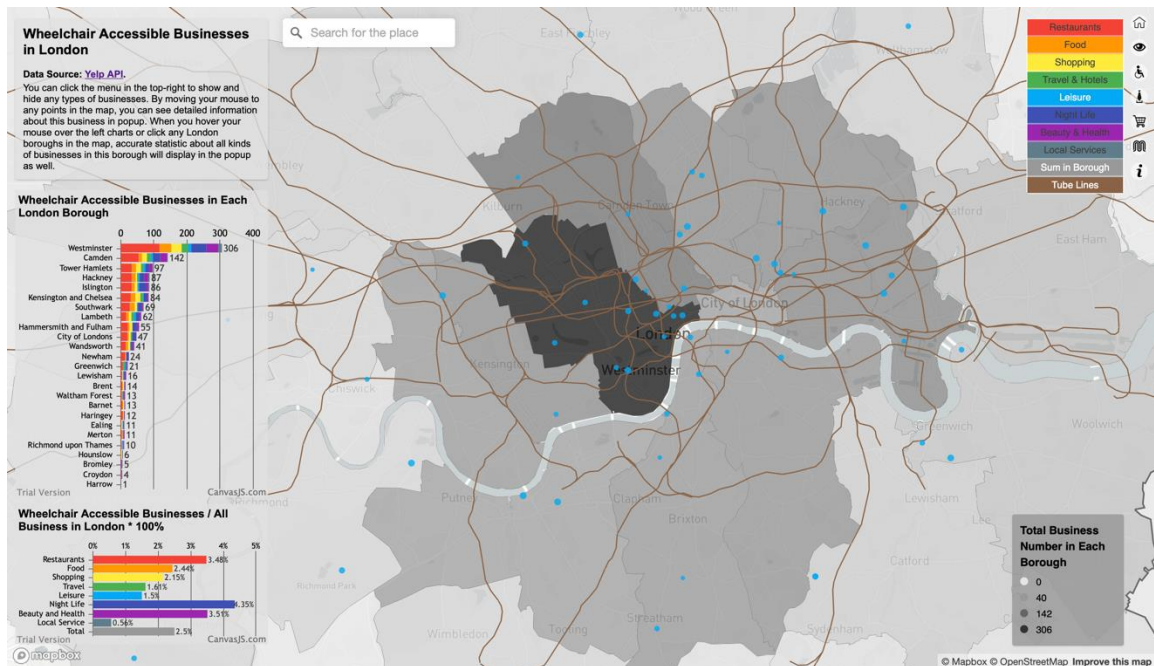 Wheelchair Accessible Businesses
in London
Data Source: Yelp API.
You can click the menu in the top-right to show and
hide any types of businesses. By moving your mouse to
any points in the map, you can see detailed information
about this business in popup. When you hover your
mouse over the left charts or click any London
boroughs in the map, accurate statistic about all kinds
of businesses in this borough will display in the popup
as well.
Wheelchair Accessible Businesses in Each
London Borough
0 100 200 300 400
Westminster 306
Camden 142
Tower Hamlets 97
Hackney 87
Islington 86
Kensington and Chelsea 84
Southwark 69
Lambeth 62
Hammersmith and Fulham 55
City of Londons 47
Wandsworth 41
Newham 24
Greenwich 21
Lewisham 16
Brent 14
Waltham Forest 13
Barnet 13
Haringey 12
Ealing 11
Merton 11
Richmond upon Thames 10
Hounslow 6
Bromley 5
Croydon 4
Harrow 1
Trial Version CanvasJS.com
Wheelchair Accessible Businesses / All
Business in London * 100%
0% 1% 2% 3% 4% 5%
Restaurants 3.48%
Food 2.44%
Shopping 2.15%
Travel 1.61%
Leisure 1.5%
Night Life 4.35%
Beauty and Health 3.51%
Local Service 0.56%
Total 2.5%
Trial Version CanvasJS.com
mapbox
Search for the place
Wood Green
East Finchley
Walthamstow
Kilburn
Camden Town
Hackney
Stratford
East Ham
City of London
London
Kensington
Westminster
Chiswick
Greenwich
Woolwich
Putney
Clapham
Brixton
Lewisham
Lee
Catford
Richmond Park
Wimbledon
Tooting
Streatham
Sydenham
Restaurants
Food
Shopping
Travel & Hotels
Leisure
Night Life
Beauty & Health
Local Services
Sum in Borough
Tube Lines
Total Business
Number in Each
Borough
0
40
142
306
© Mapbox © OpenStreetMap Improve this map